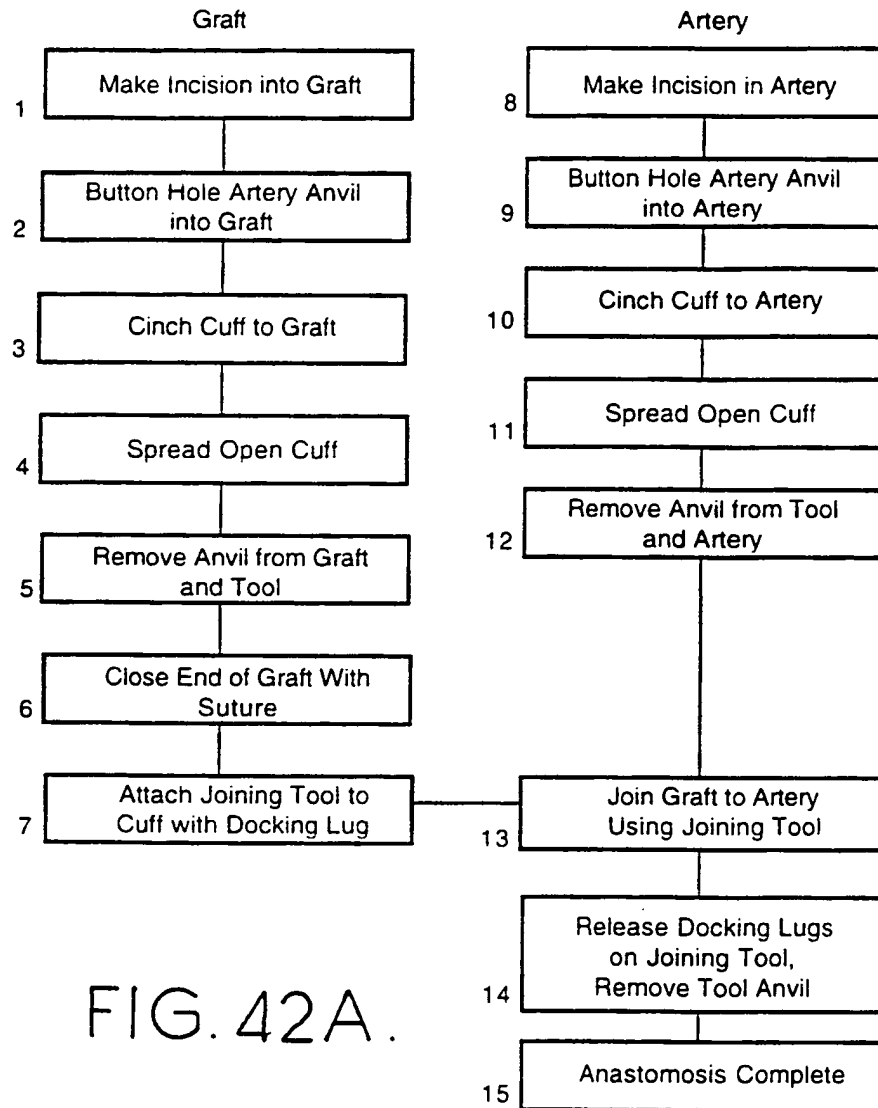 Graft
1
Make Incision into Graft
2
Button Hole Artery Anvil
into Graft
3
Cinch Cuff to Graft
4
Spread Open Cuff
5
Remove Anvil from Graft
and Tool
6
Close End of Graft With
Suture
7
Attach Joining Tool to
Cuff with Docking Lug
Artery
8
Make Incision in Artery
9
Button Hole Artery Anvil
into Artery
10
Cinch Cuff to Artery
11
Spread Open Cuff
12
Remove Anvil from Tool
and Artery
13
Join Graft to Artery
Using Joining Tool
14
Release Docking Lugs
on Joining Tool,
Remove Tool Anvil
15
Anastomosis Complete
FIG. 42A.